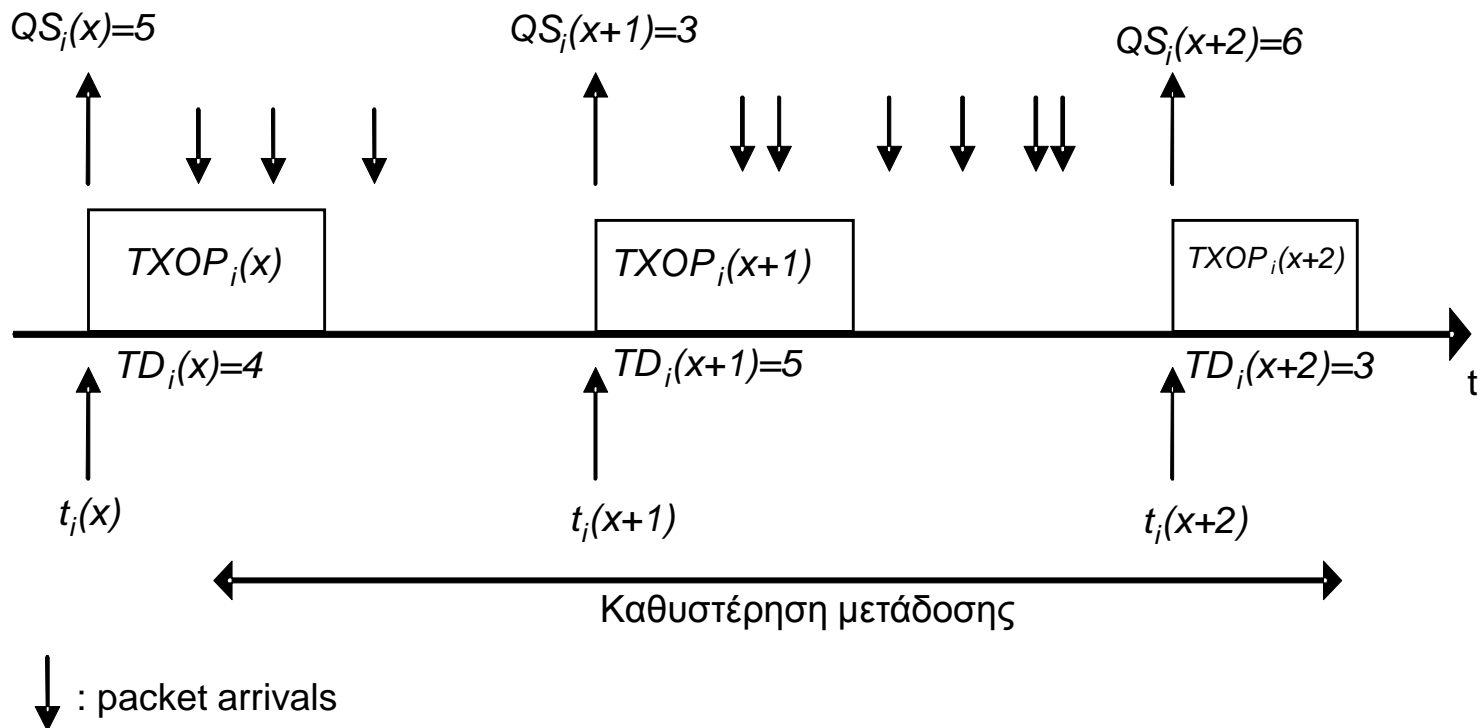 QSi(x)=5
QSi(x+1)=3
QSi(x+2)=6
TXOPi(x)
TXOPi(x+1)
TXOPi(x+2)
TDi(x)=4
TDi(x+1)=5
TDi(x+2)=3
t
ti(x)
ti(x+1)
ti(x+2)
Καθυστέρηση μετάδοσης
: packet arrivals